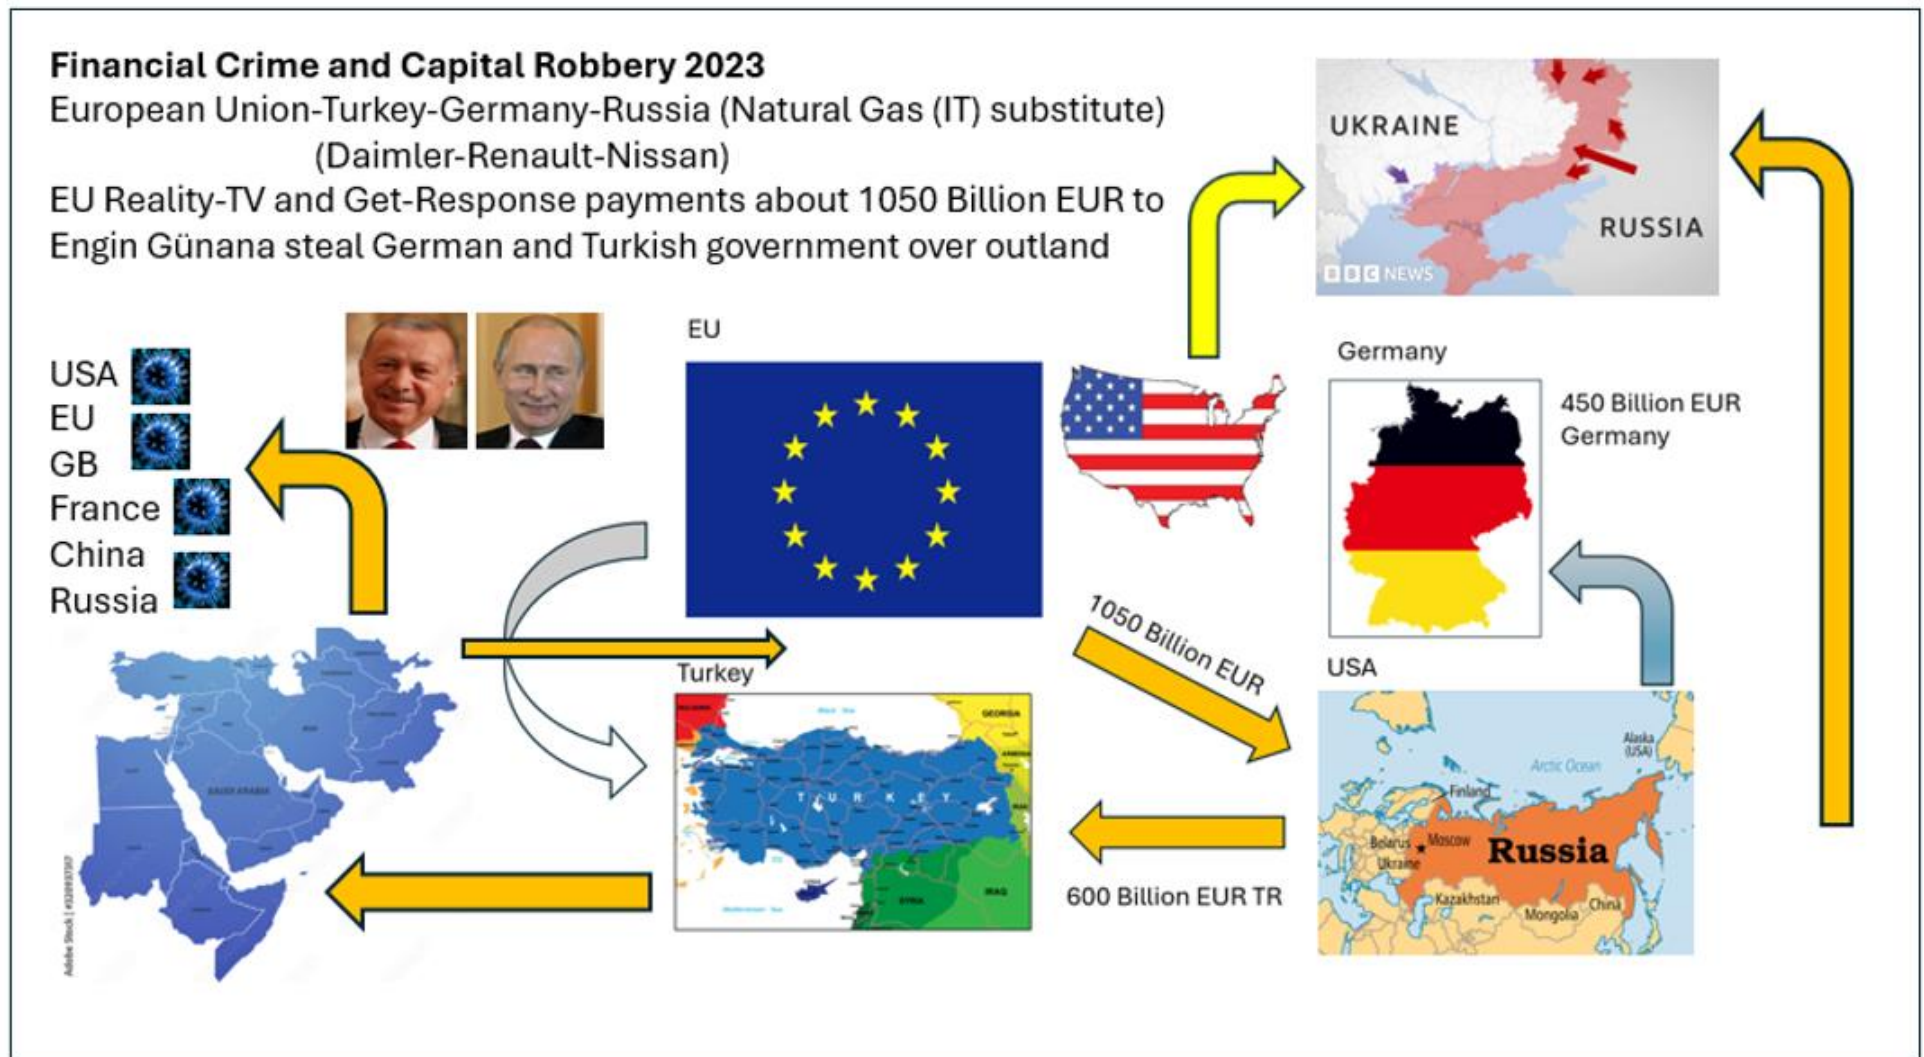 Financial Crime and Capital Robbery 2023
European Union-Turkey-Germany-Russia (Natural Gas (IT) substitute)
(Daimler-Renault-Nissan)
EU Reality-TV and Get-Response payments about 1050 Billion EUR to
Engin Günana steal German and Turkish government over outland
UKRAINE
RUSSIA
BBC NEWS
EU
Germany
450 Billion EUR
Germany
USA
EU
GB
France
China
Russia
1050 Billion EUR
Turkey
USA
GEORGIA
Black Sea
T U R K E Y
SYRIA
IRAQ
Mediterranean Sea
SAUDI ARABIA
Alaska
(USA)
Arctic Ocean
Finland
Belarus
Moscow
Ukraine
Russia
Kazakhstan
Mongolia
China
600 Billion EUR TR